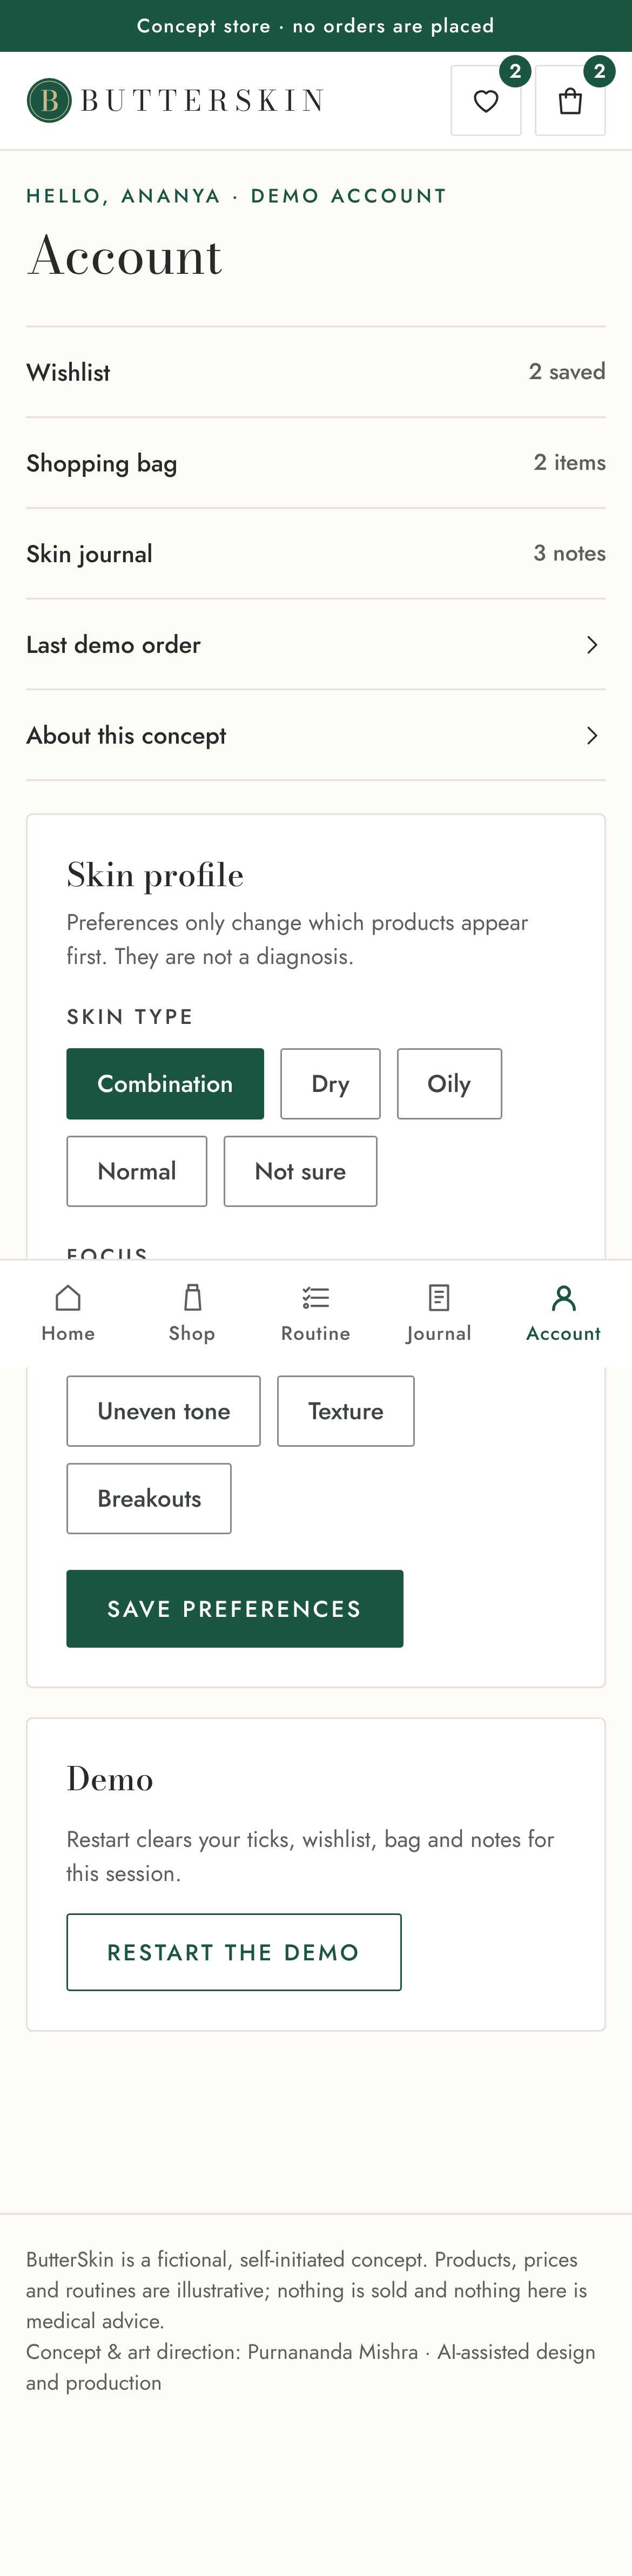 Concept store · no orders are placed
B BUTTERSKIN
2
2
HELLO, ANANYA · DEMO ACCOUNT
Account
Wishlist 2 saved
Shopping bag 2 items
Skin journal 3 notes
Last demo order
About this concept
Skin profile
Preferences only change which products appear
first. They are not a diagnosis.
SKIN TYPE
Combination Dry Oily
Normal Not sure
FOCUS
Home Shop Routine Journal Account
Uneven tone Texture
Breakouts
SAVE PREFERENCES
Demo
Restart clears your ticks, wishlist, bag and notes for
this session.
RESTART THE DEMO
ButterSkin is a fictional, self-initiated concept. Products, prices
and routines are illustrative; nothing is sold and nothing here is
medical advice.
Concept & art direction: Purnananda Mishra · AI-assisted design
and production